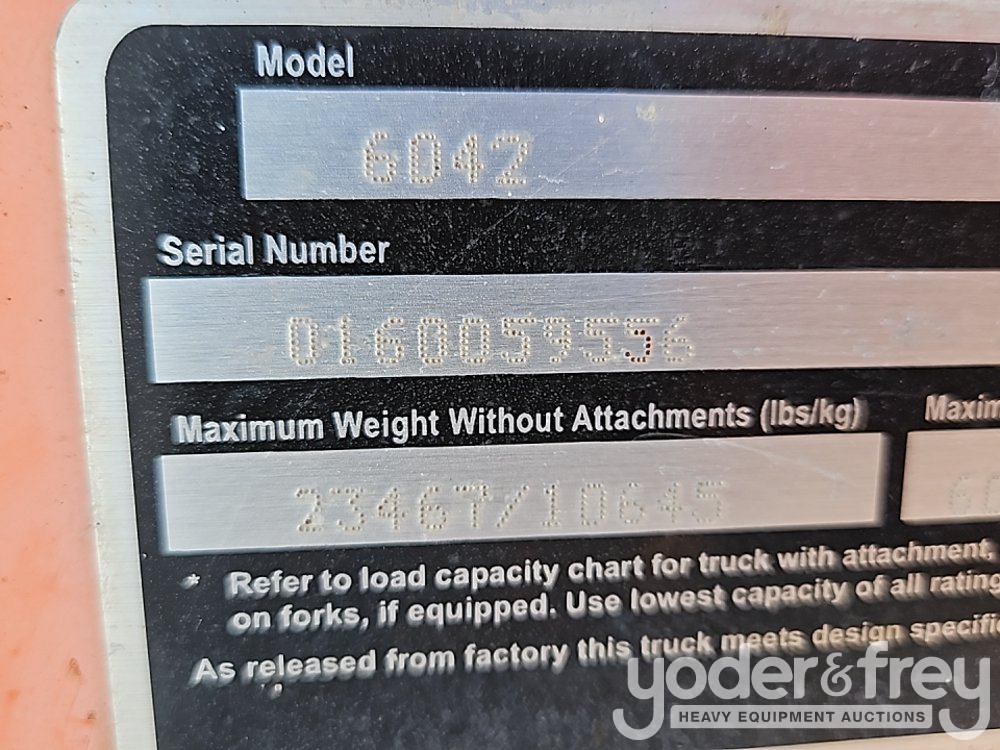 Model
6042
Serial Number
0160059556
Maximum Weight Without Attachments (lbs/kg)
Maxim
23467/10645
* Refer to load capacity chart for truck with attachment,
on forks, if equipped. Use lowest capacity of all rating
As released from factory this truck meets design specific
yoder&frey
HEAVY EQUIPMENT AUCTIONS